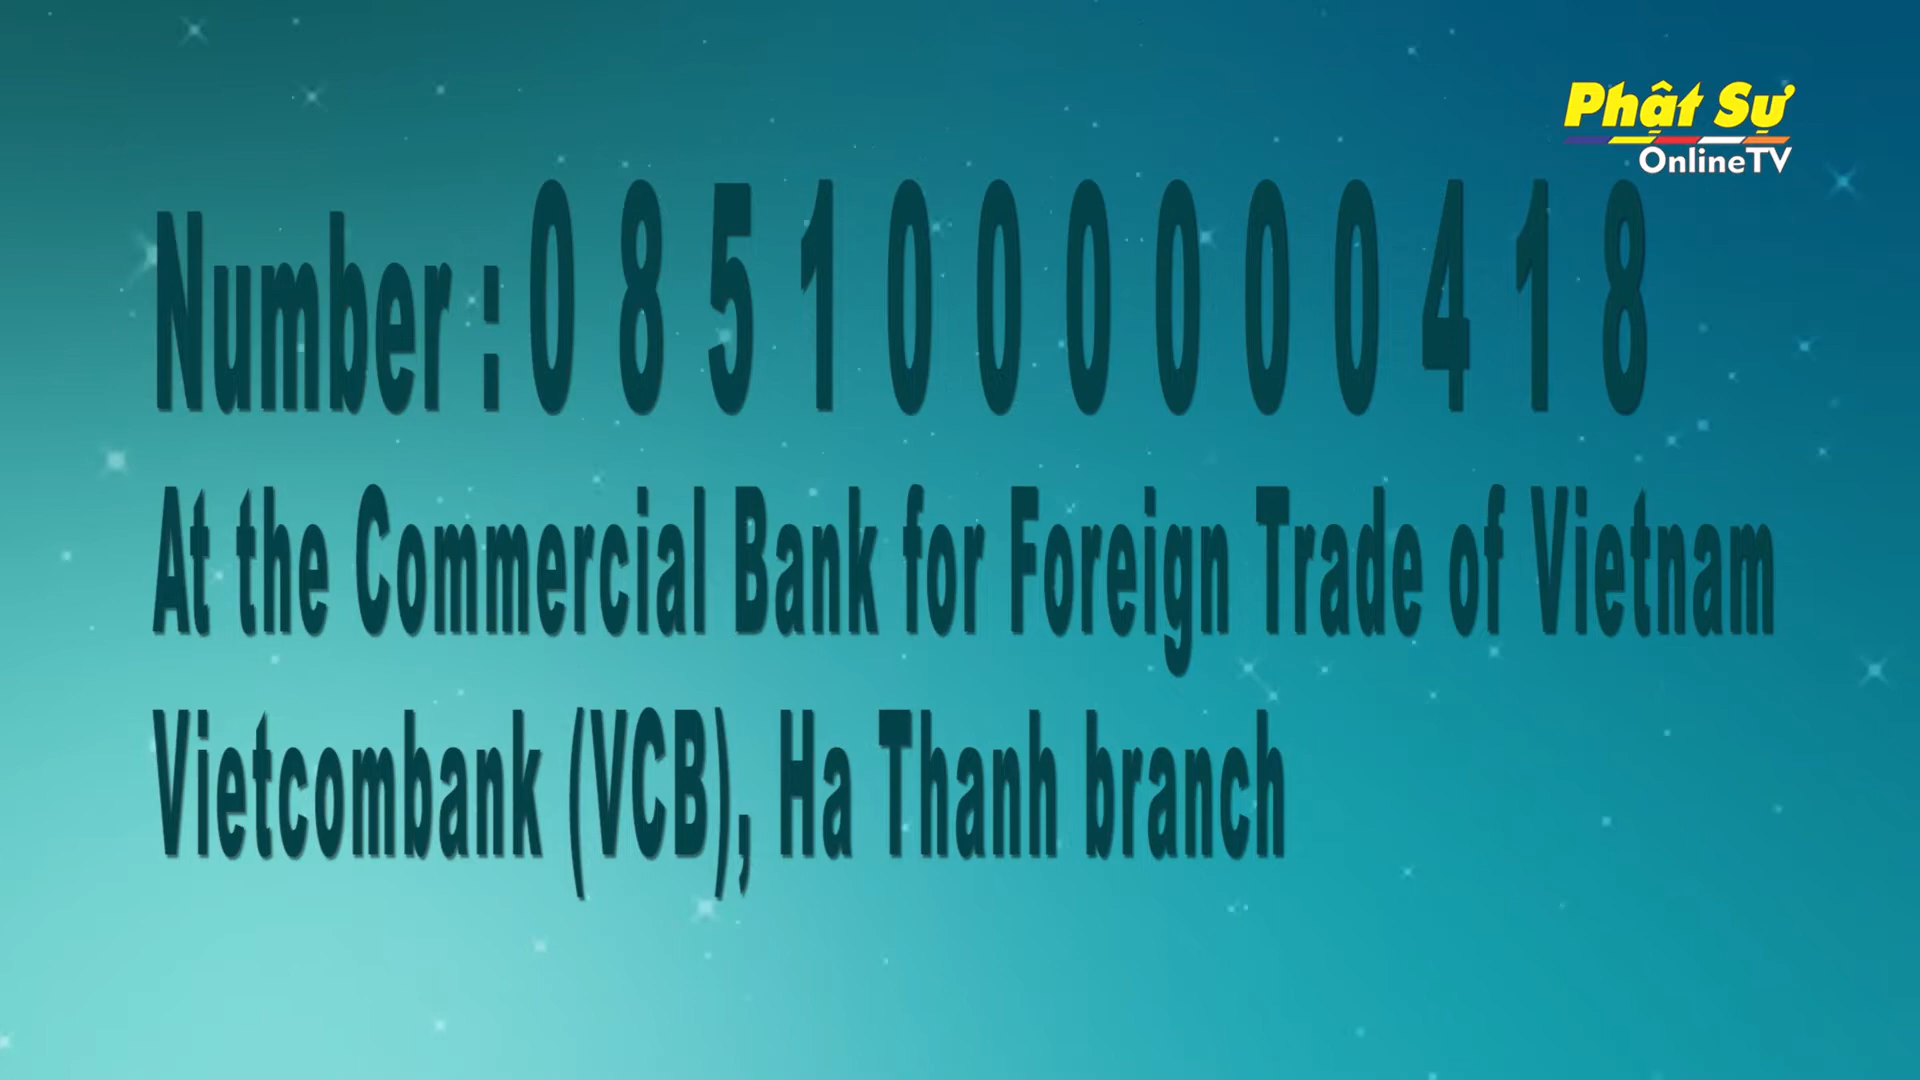 Phật Sự
OnlineTV
Number : 0 8 5 1 0 0 0 0 0 0 4 1 8
At the Commercial Bank for Foreign Trade of Vietnam
Vietcombank (VCB), Ha Thanh branch